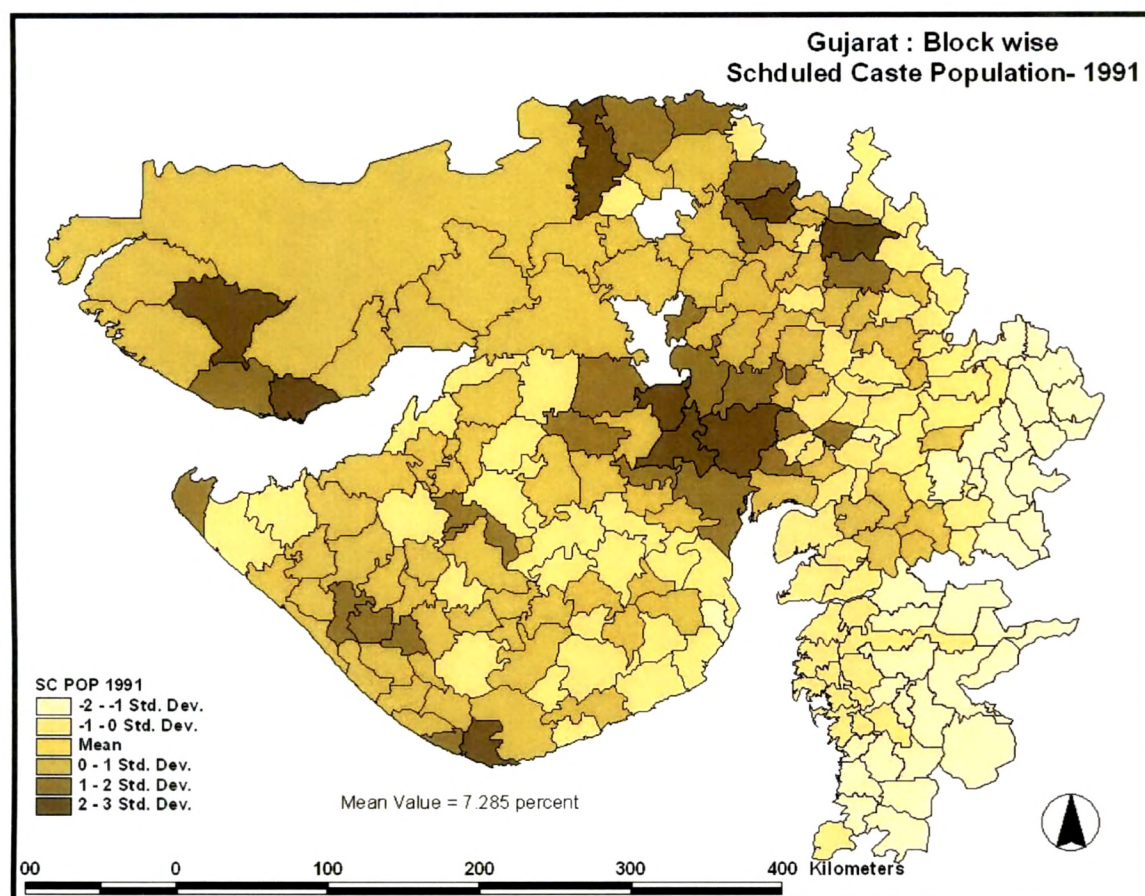 Gujarat : Block wise
Schduled Caste Population- 1991
SC POP 1991
-2 - -1 Std. Dev.
-1 - 0 Std. Dev.
Mean
0 - 1 Std. Dev.
1 - 2 Std. Dev.
2 - 3 Std. Dev.
Mean Value = 7.285 percent
00 0 100 200 300 400 Kilometers